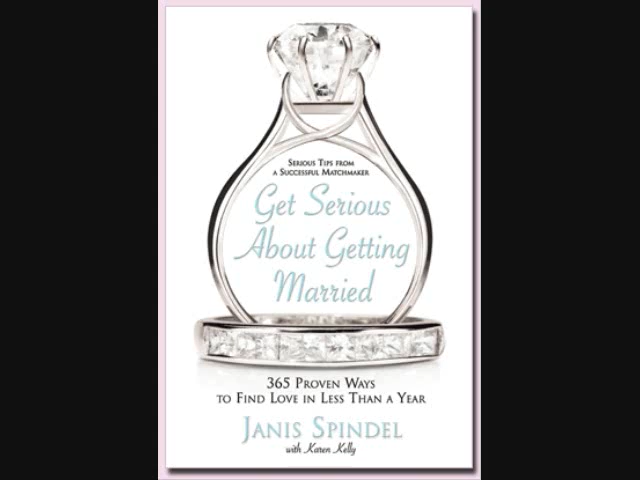 Serious Tips from
a Successful Matchmaker
Get Serious
About Getting
Married
365 Proven Ways
to Find Love in Less Than a Year
Janis Spindel
with Karen Kelly